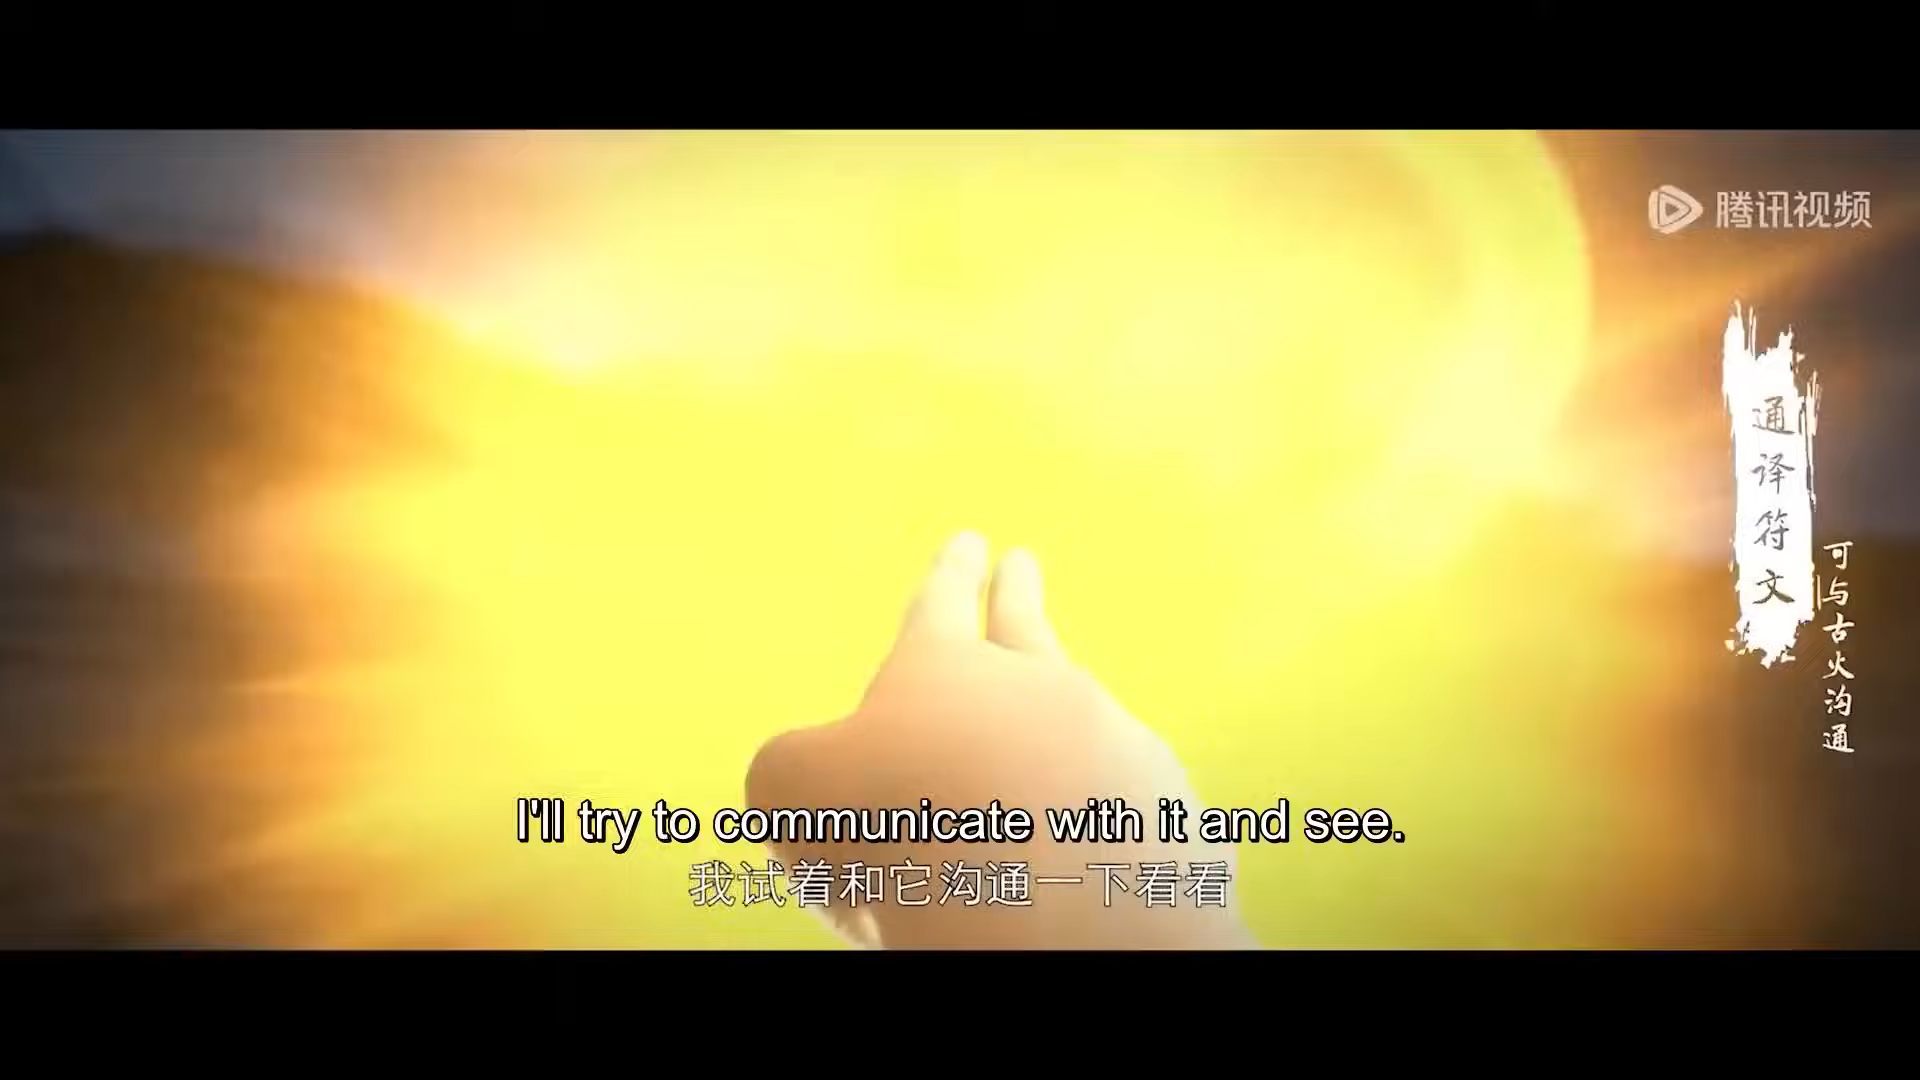 腾讯视频
通译符文
可与古火沟通
I'll try to communicate with it and see.
我试着和它沟通一下看看